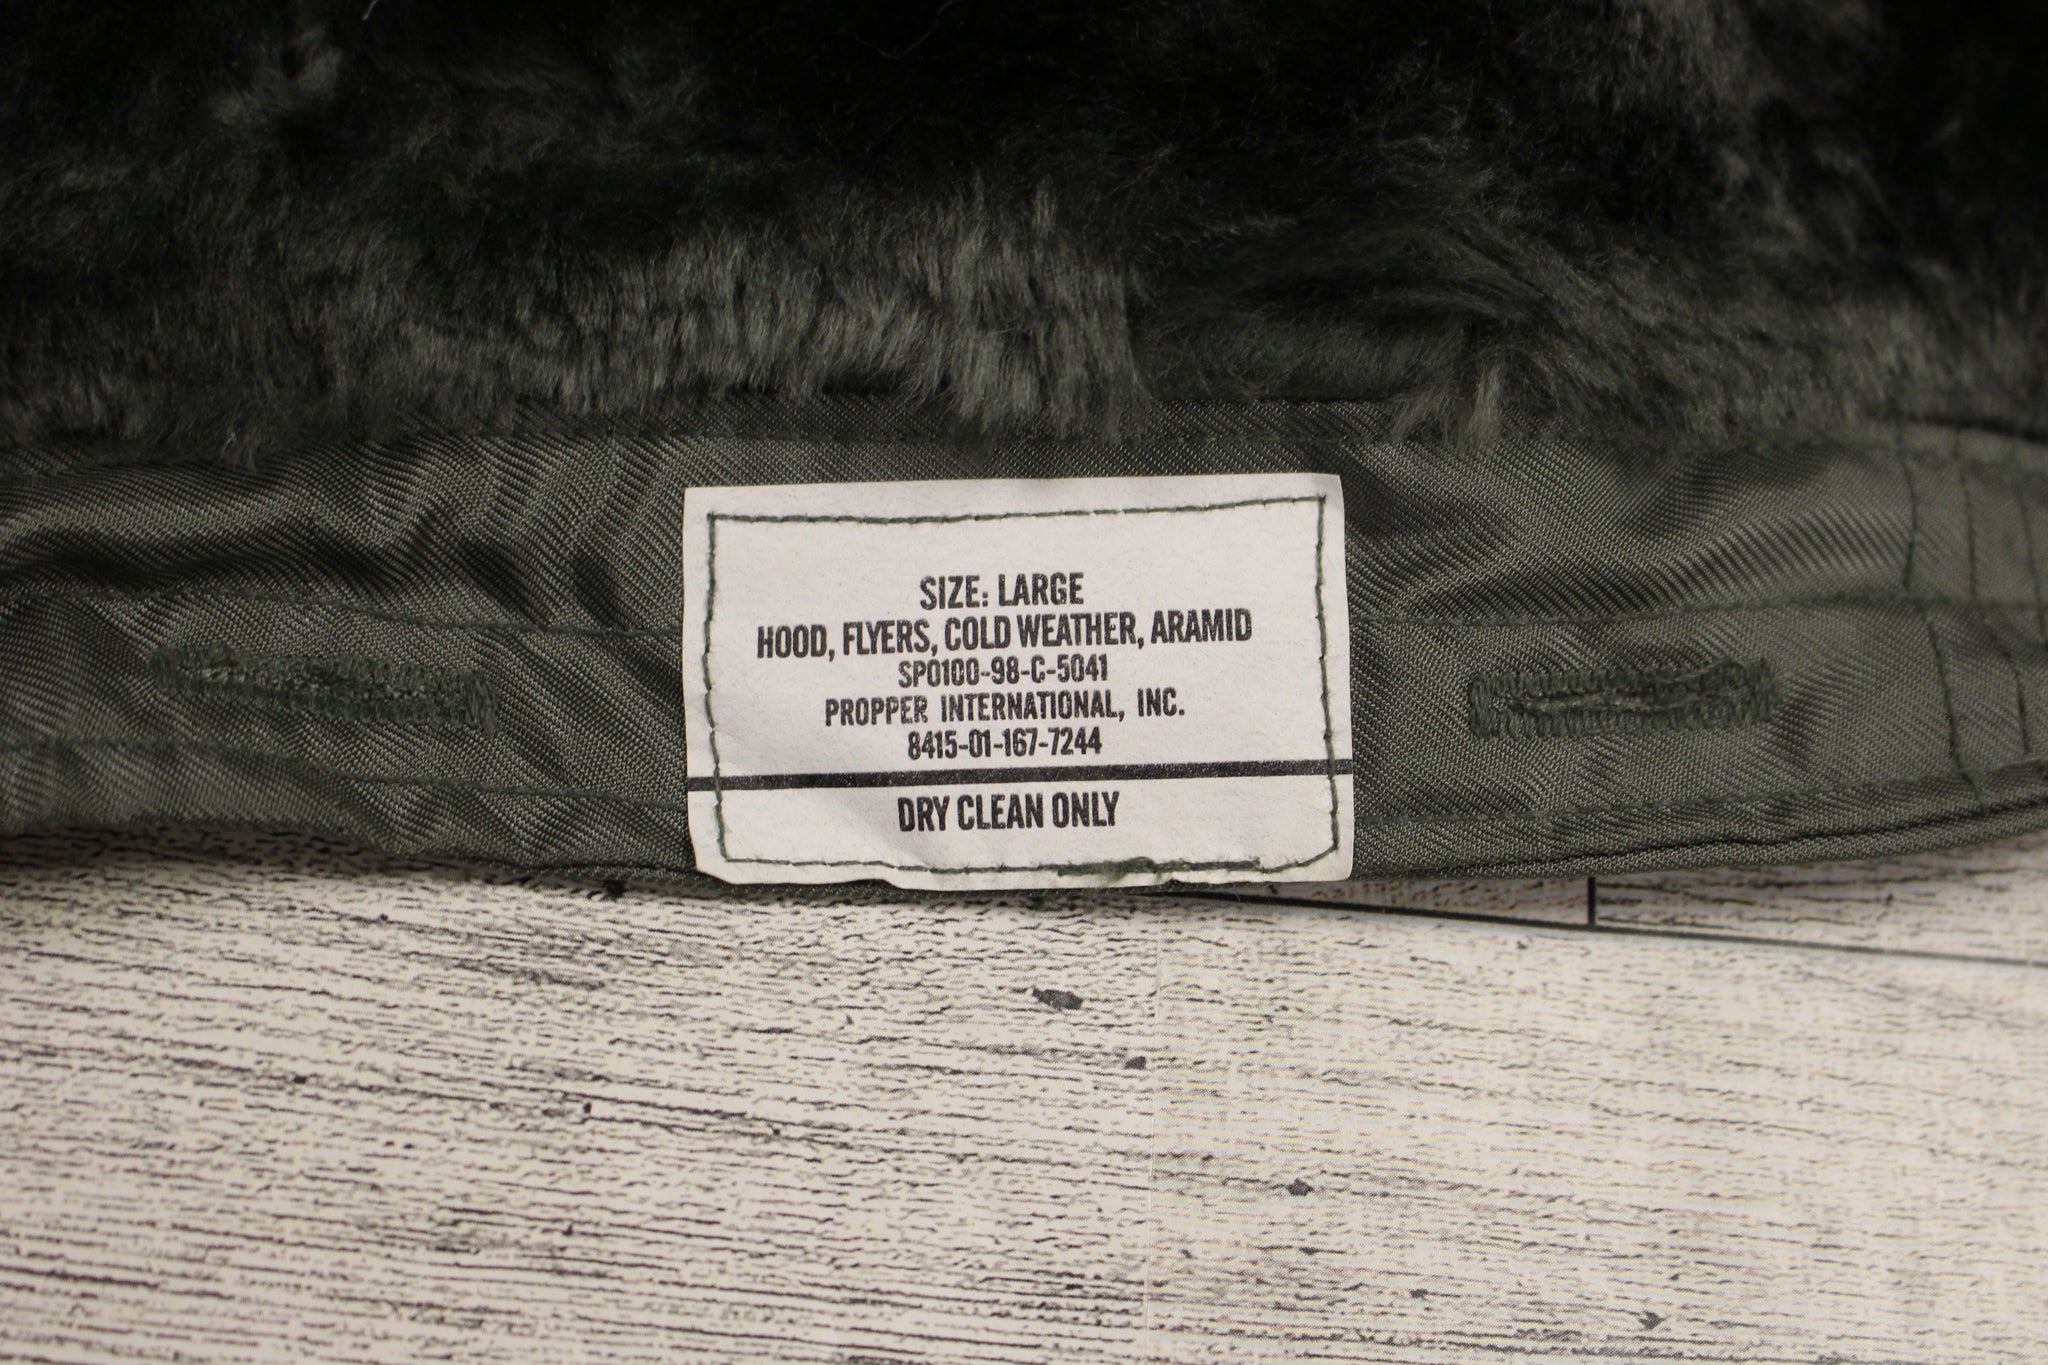 SIZE: LARGE
HOOD, FLYERS, COLD WEATHER, ARAMID
SPO100-98-C-5041
PROPPER INTERNATIONAL, INC.
8415-01-167-7244
DRY CLEAN ONLY